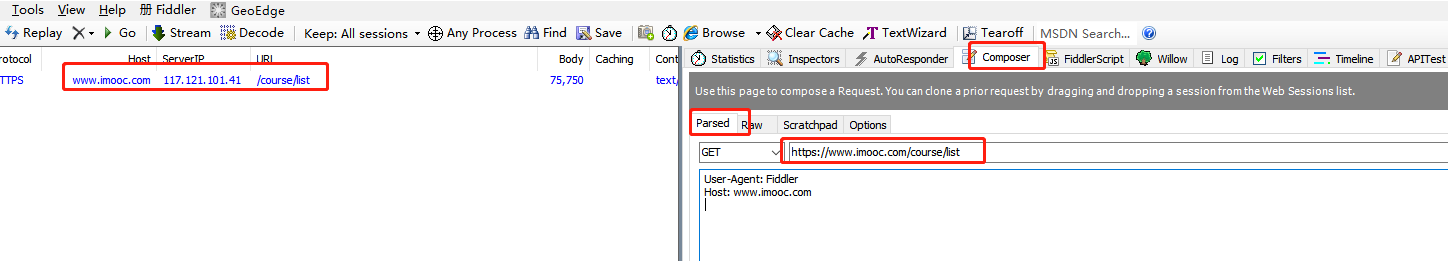 Tools View Help 册 Fiddler GeoEdge
Replay Go Stream Decode Keep: All sessions Any Process Find Save Browse Clear Cache TextWizard Tearoff MSDN Search...
rotocol Host ServerIP URL Body Caching Cont
TTPS www.imooc.com 117.121.101.41 /course/list 75,750 text/
Statistics Inspectors AutoResponder Composer FiddlerScript Willow Log Filters Timeline APITest
Use this page to compose a Request. You can clone a prior request by dragging and dropping a session from the Web Sessions list.
Parsed Raw Scratchpad Options
GET https://www.imooc.com/course/list
User-Agent: Fiddler
Host: www.imooc.com